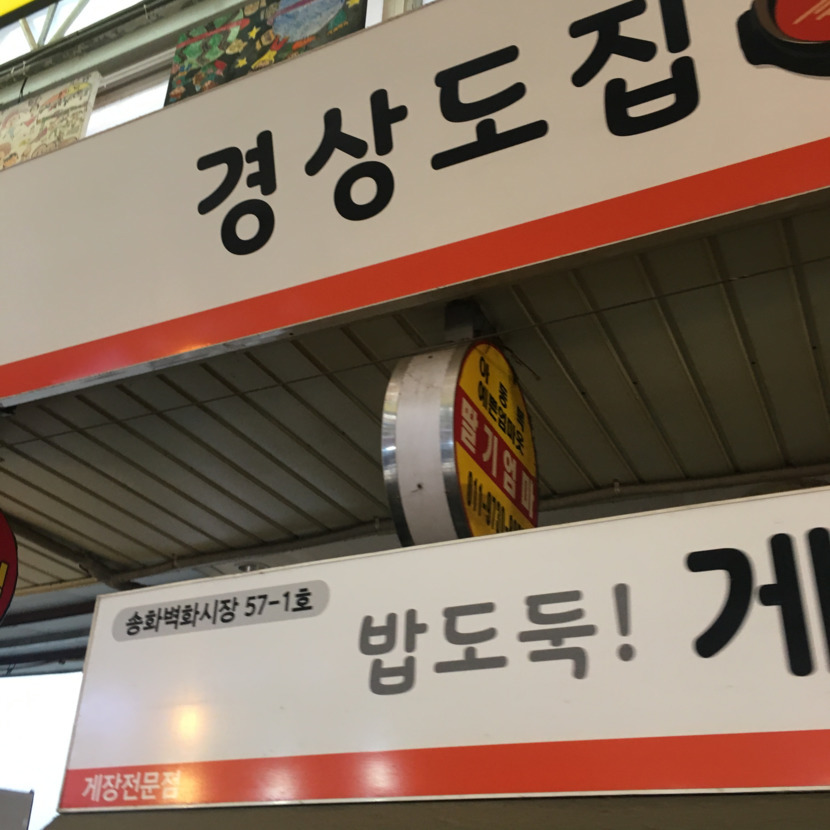 경상도집
딸기엄마
송화벽화시장 57-1호
밥도둑! 게
게장전문점